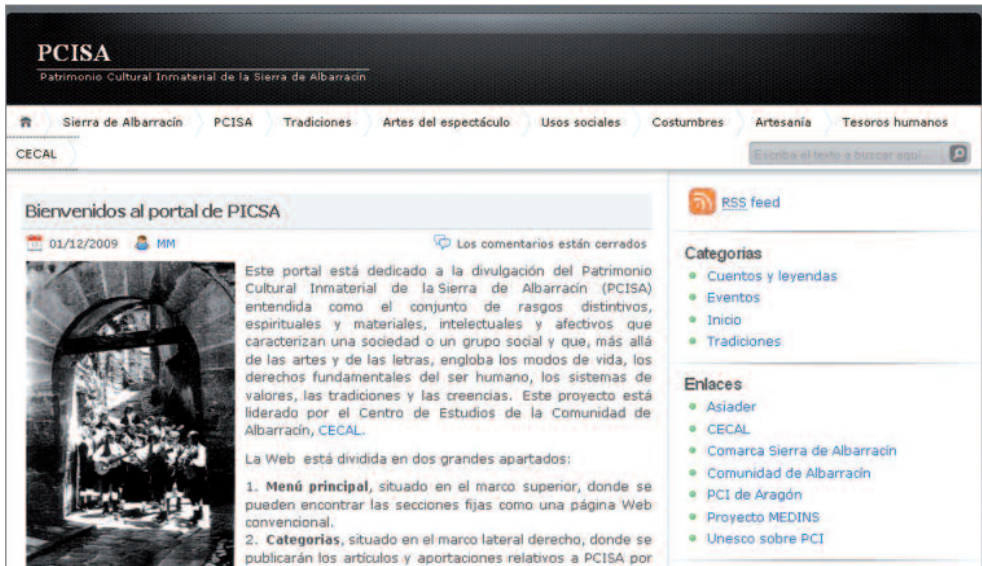 PCISA
Patrimonio Cultural Inmaterial de la Sierra de Albarracín
Sierra de Albarracín PCISA Tradiciones Artes del espectáculo Usos sociales Costumbres Artesanía Tesoros humanos
CECAL
Escriba el texto a buscar aquí...
Bienvenidos al portal de PICSA
01/12/2009 MM Los comentarios están cerrados
Este portal está dedicado a la divulgación del Patrimonio
Cultural Inmaterial de la Sierra de Albarracín (PCISA)
entendida como el conjunto de rasgos distintivos,
espirituales y materiales, intelectuales y afectivos que
caracterizan una sociedad o un grupo social y que, más allá
de las artes y de las letras, engloba los modos de vida, los
derechos fundamentales del ser humano, los sistemas de
valores, las tradiciones y las creencias. Este proyecto está
liderado por el Centro de Estudios de la Comunidad de
Albarracín, CECAL.
La Web está dividida en dos grandes apartados:
1. Menú principal, situado en el marco superior, donde se
pueden encontrar las secciones fijas como una página Web
convencional.
2. Categorias, situado en el marco lateral derecho, donde se
publicarán los artículos y aportaciones relativos a PCISA por
RSS feed
Categorias
Cuentos y leyendas
Eventos
Inicio
Tradiciones
Enlaces
Asiader
CECAL
Comarca Sierra de Albarracín
Comunidad de Albarracín
PCI de Aragón
Proyecto MEDINS
Unesco sobre PCI